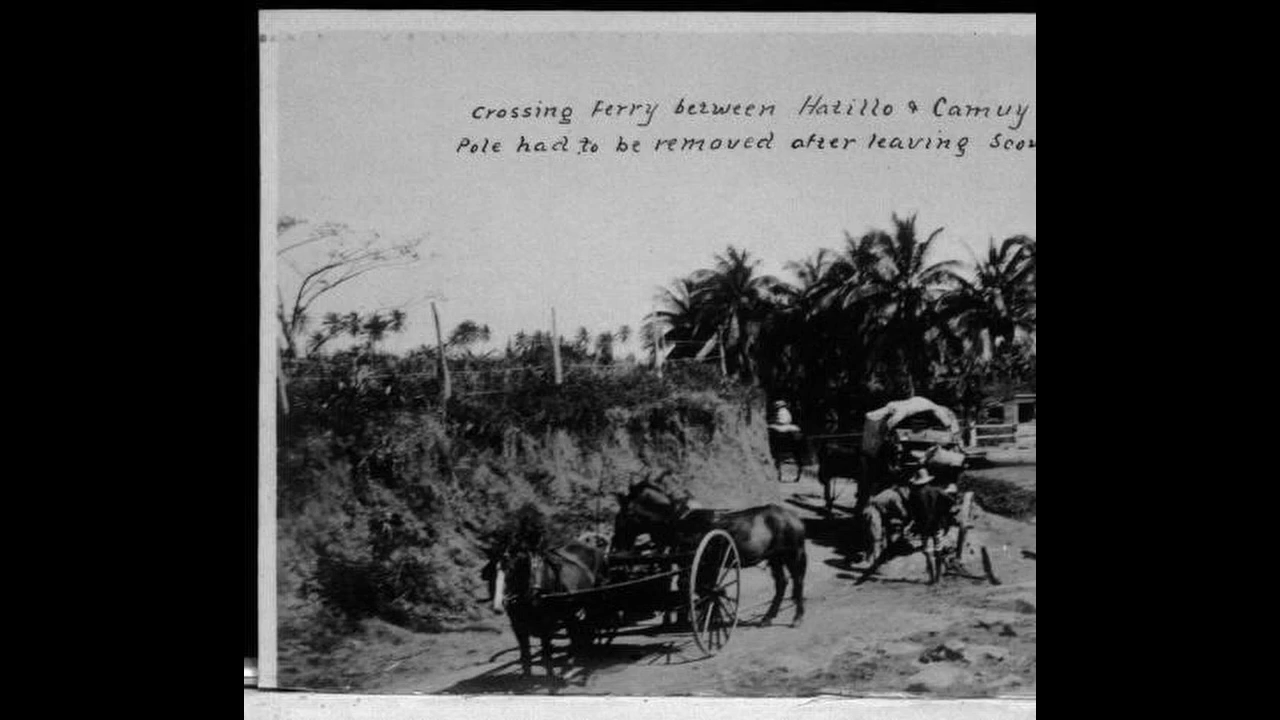 Crossing Ferry between Hatillo & Camuy
Pole had to be removed after leaving